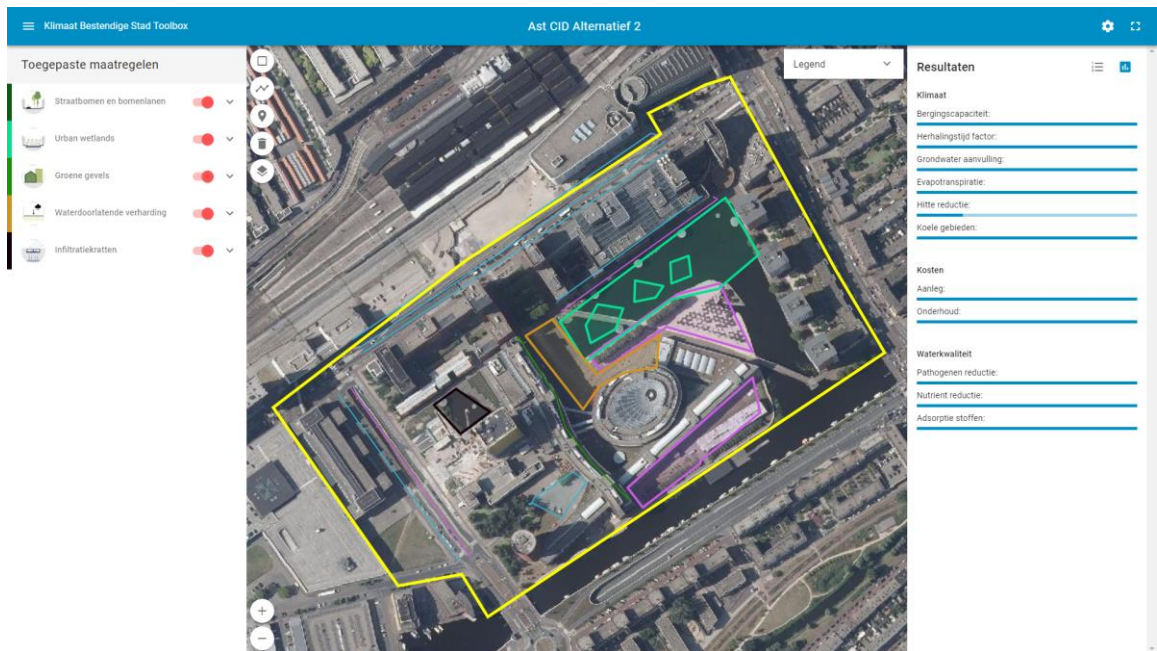 Klimaat Bestendige Stad Toolbox
Ast CID Alternatief 2
Toegepaste maatregelen
Straatbomen en bomenlanen
Urban wetlands
Groene gevels
Waterdoorlatende verharding
Infiltratiekratten
Legend
Resultaten
Klimaat
Bergingscapaciteit:
Herhalingstijd factor:
Grondwater aanvulling:
Evapotranspiratie:
Hitte reductie:
Koele gebieden:
Kosten
Aanleg:
Onderhoud:
Waterkwaliteit
Pathogenen reductie:
Nutrient reductie:
Adsorptie stoffen: